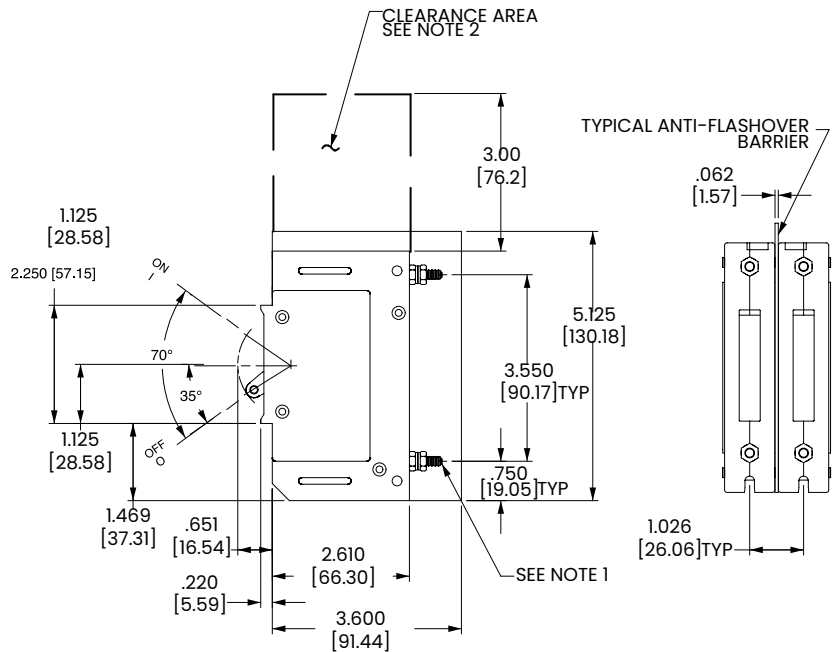 CLEARANCE AREA
SEE NOTE 2
TYPICAL ANTI-FLASHOVER
BARRIER
3.00
[76.2]
.062
[1.57]
1.125
[28.58]
2.250 [57.15]
ON
I
70°
35°
OFF
O
5.125
[130.18]
3.550
[90.17]TYP
1.125
[28.58]
.750
[19.05]TYP
1.469
[37.31]
.651
[16.54]
2.610
[66.30]
1.026
[26.06]TYP
.220
[5.59]
SEE NOTE 1
3.600
[91.44]